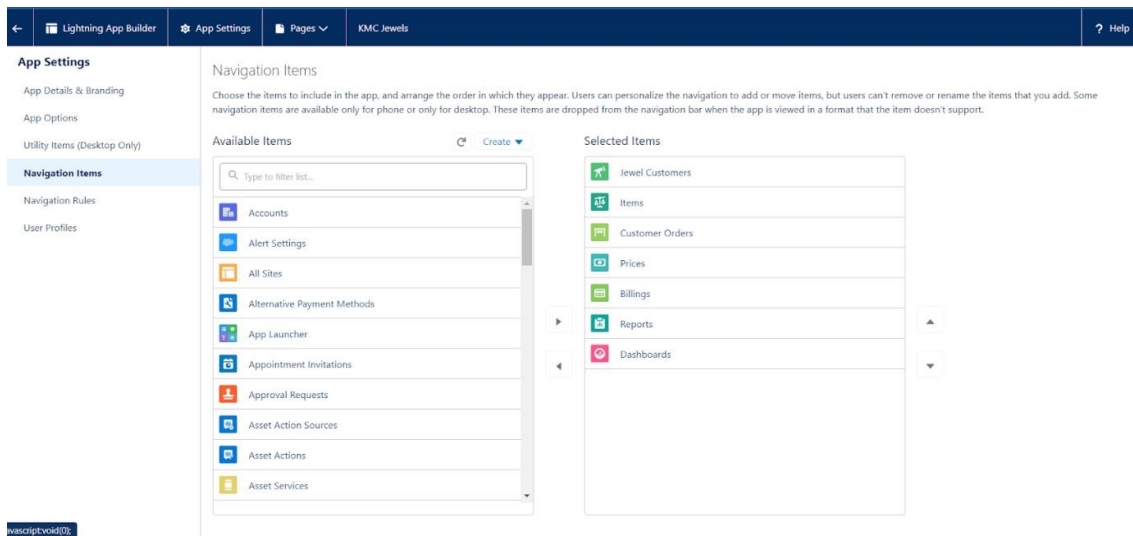 Lightning App Builder
App Settings
Pages
KMC Jewels
? Help
App Settings
App Details & Branding
App Options
Utility Items (Desktop Only)
Navigation Items
Navigation Rules
User Profiles
Navigation Items
Choose the items to include in the app, and arrange the order in which they appear. Users can personalize the navigation to add or move items, but users can't remove or rename the items that you add. Some
navigation items are available only for phone or only for desktop. These items are dropped from the navigation bar when the app is viewed in a format that the item doesn't support.
Available Items
Create
Type to filter list...
Accounts
Alert Settings
All Sites
Alternative Payment Methods
App Launcher
Appointment Invitations
Approval Requests
Asset Action Sources
Asset Actions
Asset Services
Selected Items
Jewel Customers
Items
Customer Orders
Prices
Billings
Reports
Dashboards
avascript:void(0);